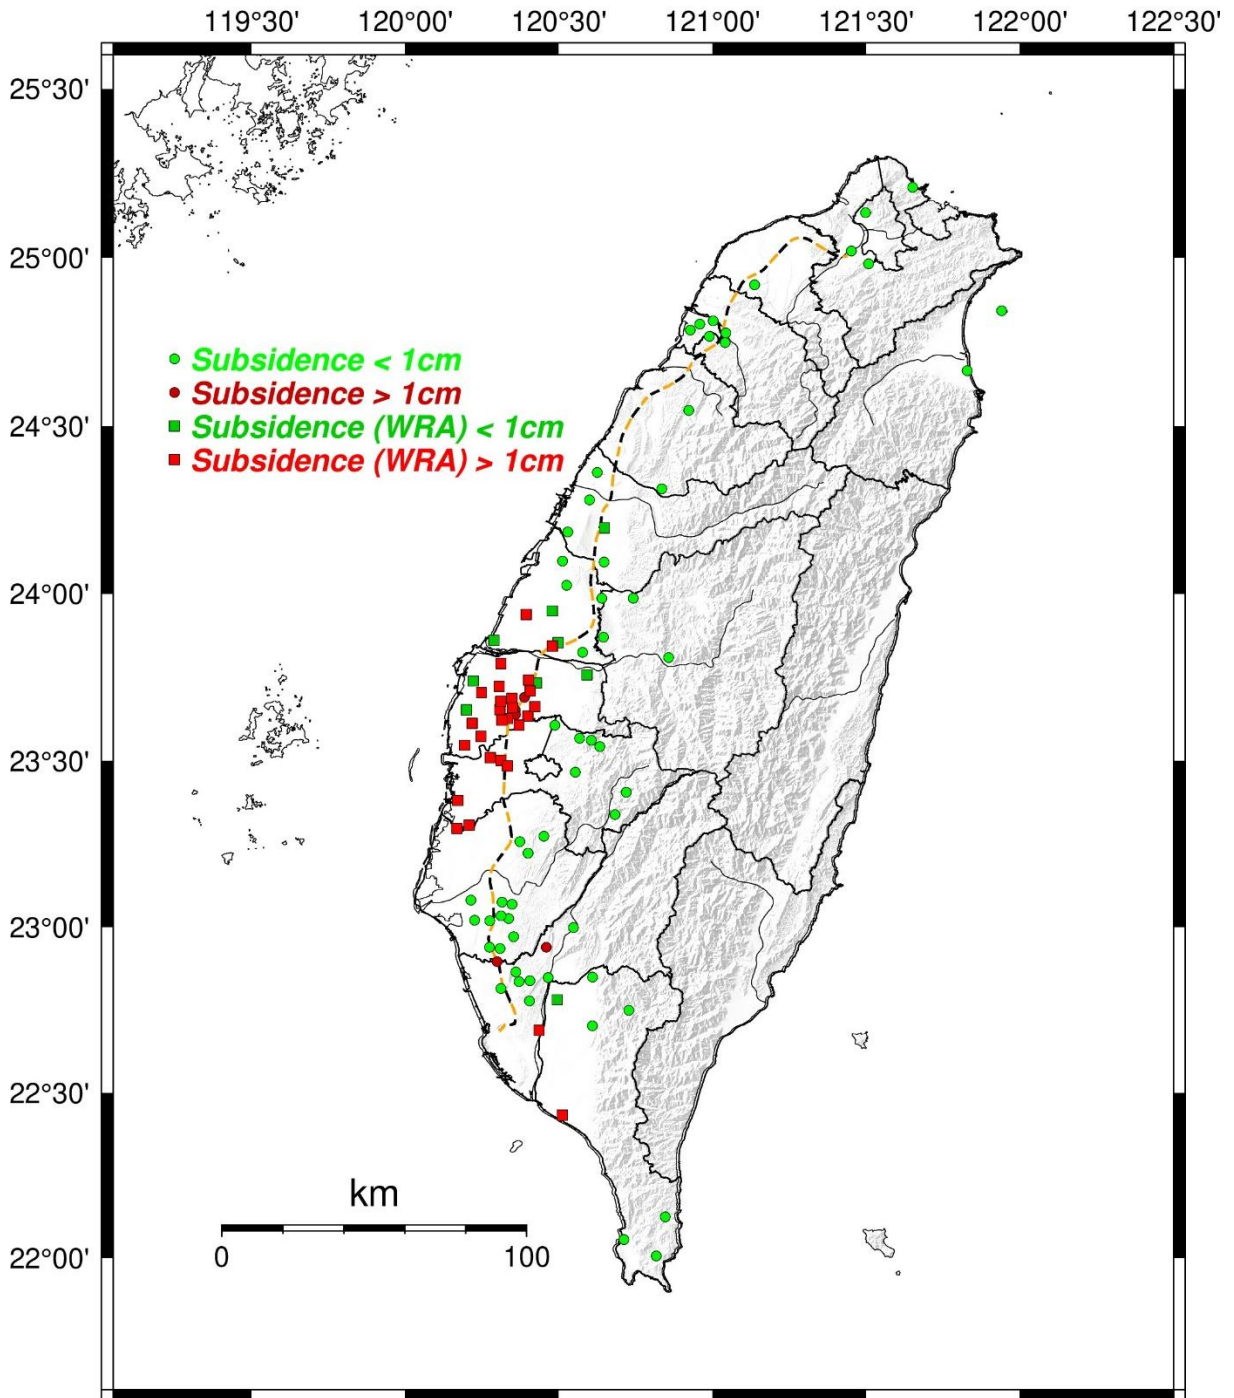 119°30' 120°00' 120°30' 121°00' 121°30' 122°00' 122°30'
25°30'
25°00'
24°30'
24°00'
23°30'
23°00'
22°30'
22°00'
Subsidence < 1cm
Subsidence > 1cm
Subsidence (WRA) < 1cm
Subsidence (WRA) > 1cm
km
0 100